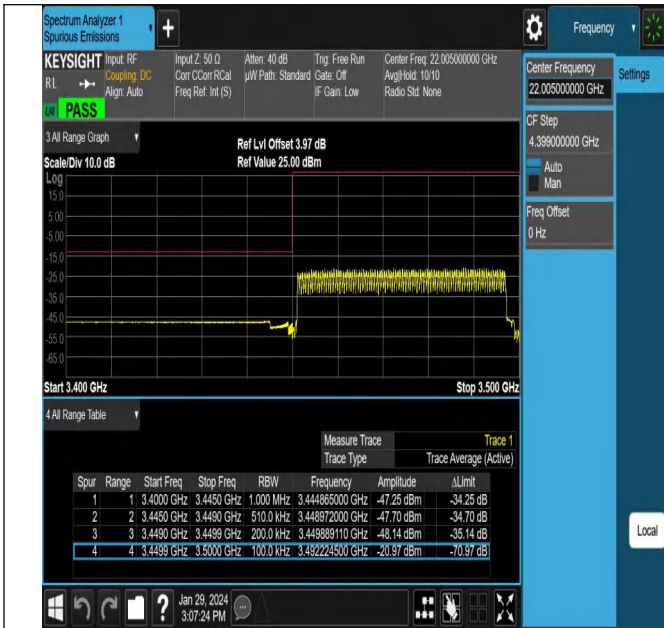 Spectrum Analyzer 1
Spurious Emissions
+
Frequency
KEYSIGHT
RL
LXI
PASS
Input: RF
Coupling: DC
Align: Auto
Input Z: 50 Ω
Corr CCorr RCal
Freq Ref: Int (S)
Atten: 40 dB
µW Path: Standard
Trig: Free Run
Gate: Off
IF Gain: Low
Center Freq: 22.005000000 GHz
Avg|Hold: 10/10
Radio Std: None
Center Frequency
22.005000000 GHz
Settings
CF Step
4.399000000 GHz
Auto
Man
Freq Offset
0 Hz
3 All Range Graph
Scale/Div 10.0 dB
Ref Lvl Offset 3.97 dB
Ref Value 25.00 dBm
Log
15.0
5.00
-5.00
-15.0
-25.0
-35.0
-45.0
-55.0
-65.0
Start 3.400 GHz
Stop 3.500 GHz
4 All Range Table
Measure Trace Trace 1
Trace Type Trace Average (Active)
Spur Range Start Freq Stop Freq RBW Frequency Amplitude ΔLimit
1 1 3.4000 GHz 3.4450 GHz 1.000 MHz 3.444865000 GHz -47.25 dBm -34.25 dB
2 2 3.4450 GHz 3.4490 GHz 510.0 kHz 3.448972000 GHz -47.70 dBm -34.70 dB
3 3 3.4490 GHz 3.4499 GHz 200.0 kHz 3.449889110 GHz -48.14 dBm -35.14 dB
4 4 3.4499 GHz 3.5000 GHz 100.0 kHz 3.492224500 GHz -20.97 dBm -70.97 dB
Local
?
Jan 29, 2024
3:07:24 PM